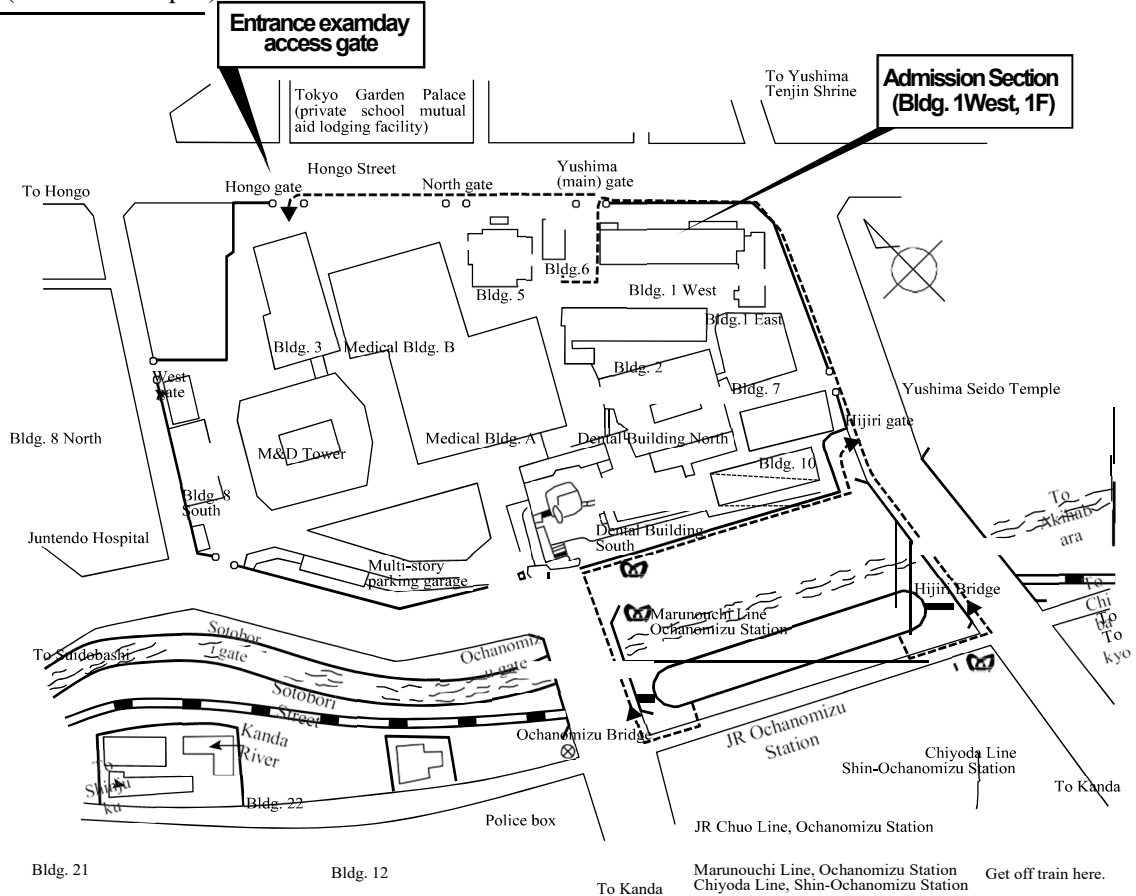 Entrance examday
access gate
Admission Section
(Bldg. 1West, 1F)
To Yushima
Tenjin Shrine
Tokyo Garden Palace
(private school mutual
aid lodging facility)
Hongo Street
Yushima
(main) gate
To Hongo
Hongo gate
North gate
Bldg.6
Bldg. 5
Bldg. 1 West
Bldg.1 East
Bldg. 3
Medical Bldg. B
Bldg. 2
West
gate
Bldg. 7
Yushima Seido Temple
Hijiri gate
Bldg. 8 North
Medical Bldg. A
Dental Building North
M&D Tower
Bldg. 10
Bldg. 8
South
To
Akihab
ara
Juntendo Hospital
Dental Building
South
Multi-story
parking garage
Hijiri Bridge
To
Chi
ba
To
To
kyo
Marunouchi Line
Ochanomizu Station
Sotobor
i gate
Ochanomiz
u gate
To Suidobashi
Sotobori
Street
Kanda
River
Ochanomizu Bridge
JR Ochanomizu
Station
Chiyoda Line
Shin-Ochanomizu Station
To
Shinju
ku
To Kanda
Bldg. 22
Police box
JR Chuo Line, Ochanomizu Station
Bldg. 21
Bldg. 12
Marunouchi Line, Ochanomizu Station
Chiyoda Line, Shin-Ochanomizu Station
Get off train here.
To Kanda